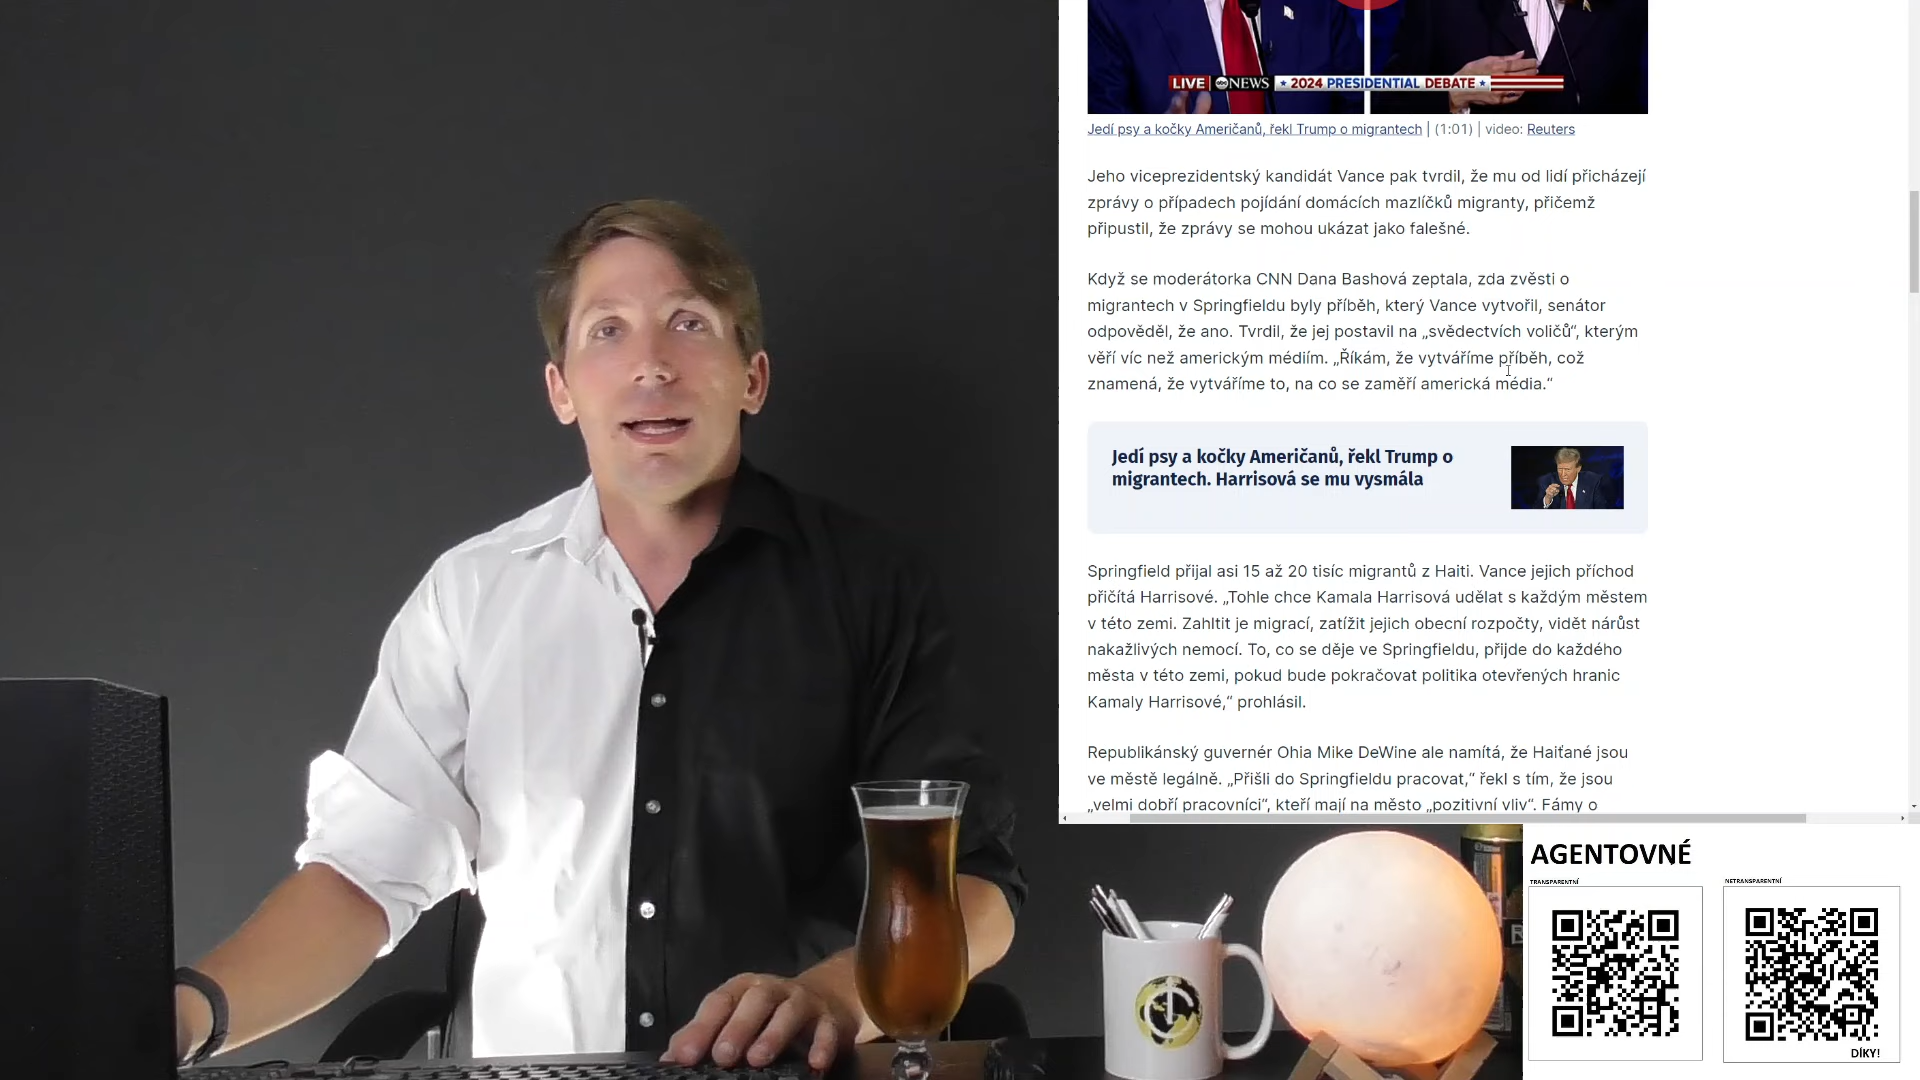 LIVE abc NEWS ★ 2024 PRESIDENTIAL DEBATE ★
Jedí psy a kočky Američanů, řekl Trump o migrantech | (1:01) | video: Reuters
Jeho viceprezidentský kandidát Vance pak tvrdil, že mu od lidí přicházejí
zprávy o případech pojídání domácích mazlíčků migranty, přičemž
připustil, že zprávy se mohou ukázat jako falešné.
Když se moderátorka CNN Dana Bashová zeptala, zda zvěsti o
migrantech v Springfieldu byly příběh, který Vance vytvořil, senátor
odpověděl, že ano. Tvrdil, že jej postavil na „svědectvích voličů“, kterým
věří víc než americkým médiím. „Říkám, že vytváříme příběh, což
znamená, že vytváříme to, na co se zaměří americká média.“
Jedí psy a kočky Američanů, řekl Trump o
migrantech. Harrisová se mu vysmála
Springfield přijal asi 15 až 20 tisíc migrantů z Haiti. Vance jejich příchod
přičítá Harrisové. „Tohle chce Kamala Harrisová udělat s každým městem
v této zemi. Zahltit je migrací, zatížit jejich obecní rozpočty, vidět nárůst
nakažlivých nemocí. To, co se děje ve Springfieldu, přijde do každého
města v této zemi, pokud bude pokračovat politika otevřených hranic
Kamaly Harrisové,“ prohlásil.
Republikánský guvernér Ohia Mike DeWine ale namítá, že Haiťané jsou
ve městě legálně. „Přišli do Springfieldu pracovat,“ řekl s tím, že jsou
„velmi dobří pracovníci“, kteří mají na město „pozitivní vliv“. Fámy o
AGENTOVNÉ
TRANSPARENTNÍ
NETRANSPARENTNÍ
DÍKY!